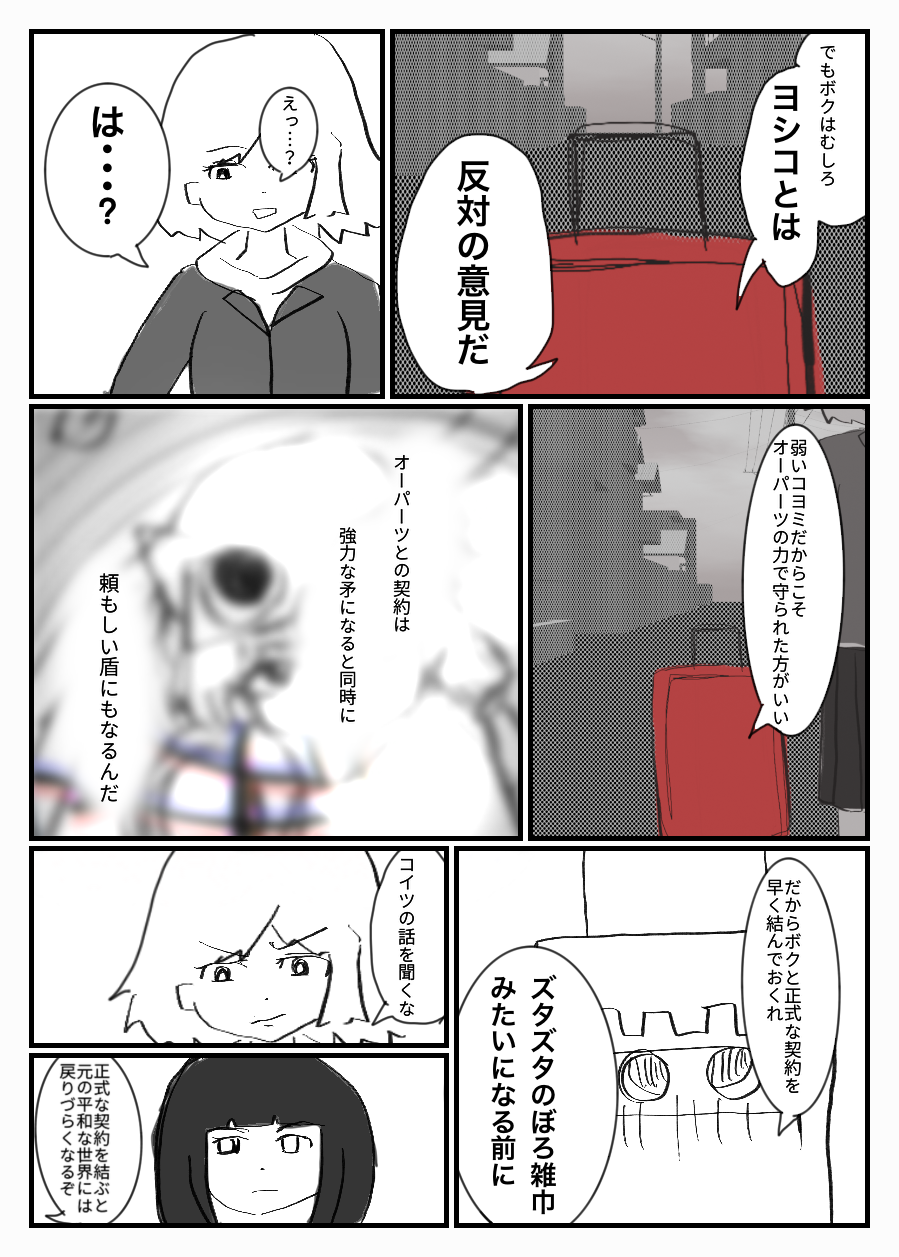 でもボクはむしろ
ヨシコとは
反対の意見だ
えっ…?
は…?
弱いコヨミだからこそ
オーパーツの力で守られた方がいい
オーパーツとの契約は
強力な矛になると同時に
頼もしい盾にもなるんだ
だからボクと正式な契約を
早く結んでおくれ
ズタズタのぼろ雑巾
みたいになる前に
コイツの話を聞くな
正式な契約を結ぶと
元の平和な世界には
戻りづらくなるぞ